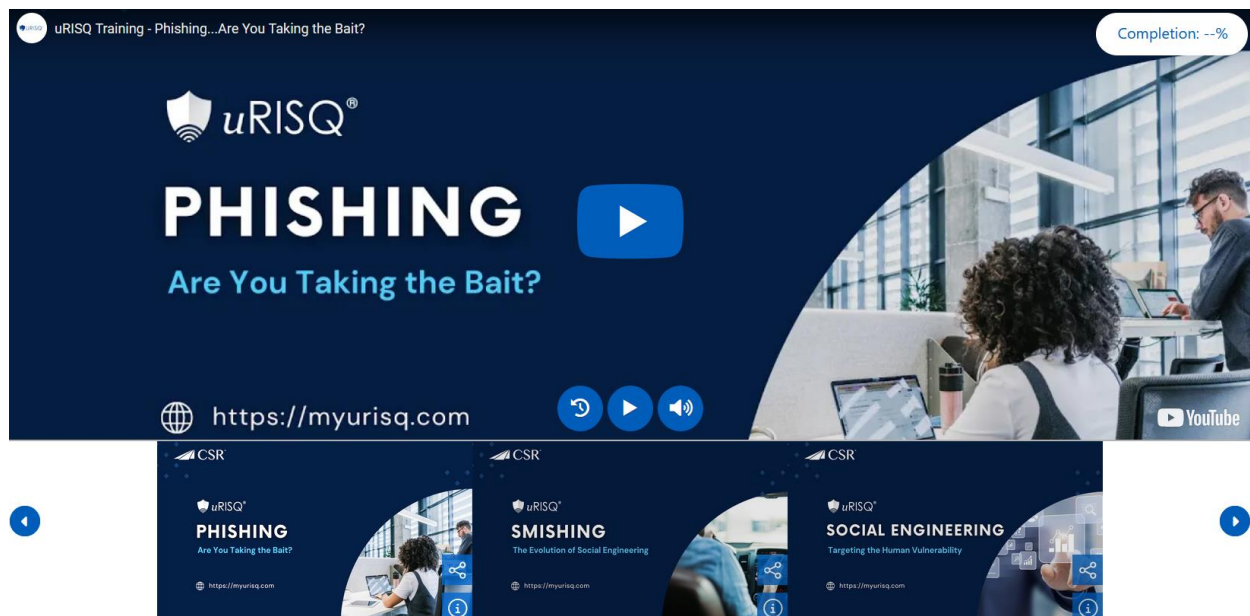 uRISQ
uRISQ Training - Phishing...Are You Taking the Bait?
Completion: --%
uRISQ®
PHISHING
Are You Taking the Bait?
https://myurisq.com
YouTube
CSR
uRISQ®
PHISHING
Are You Taking the Bait?
https://myurisq.com
CSR
uRISQ®
SMISHING
The Evolution of Social Engineering
https://myurisq.com
CSR
uRISQ®
SOCIAL ENGINEERING
Targeting the Human Vulnerability
https://myurisq.com